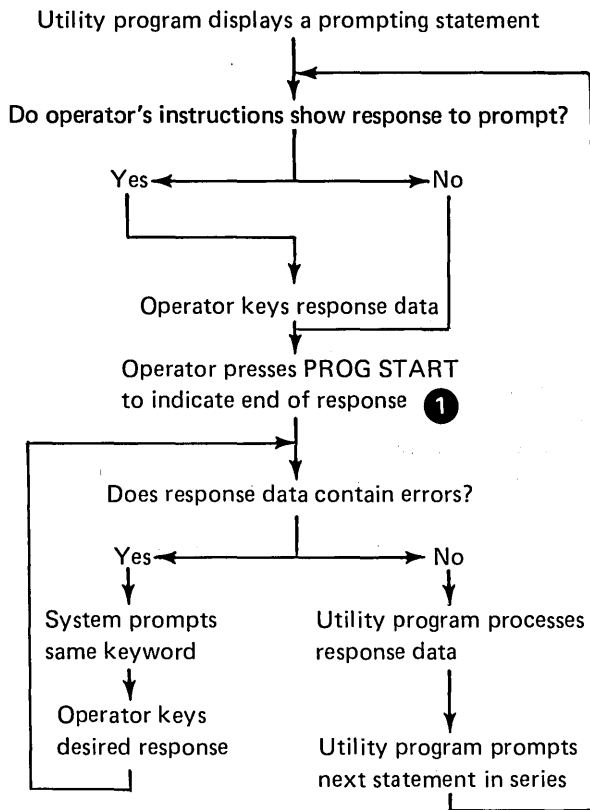 Utility program displays a prompting statement
Do operator's instructions show response to prompt?
Yes
No
Operator keys response data
Operator presses PROG START
to indicate end of response 1
Does response data contain errors?
Yes
No
System prompts
same keyword
Utility program processes
response data
Operator keys
desired response
Utility program prompts
next statement in series